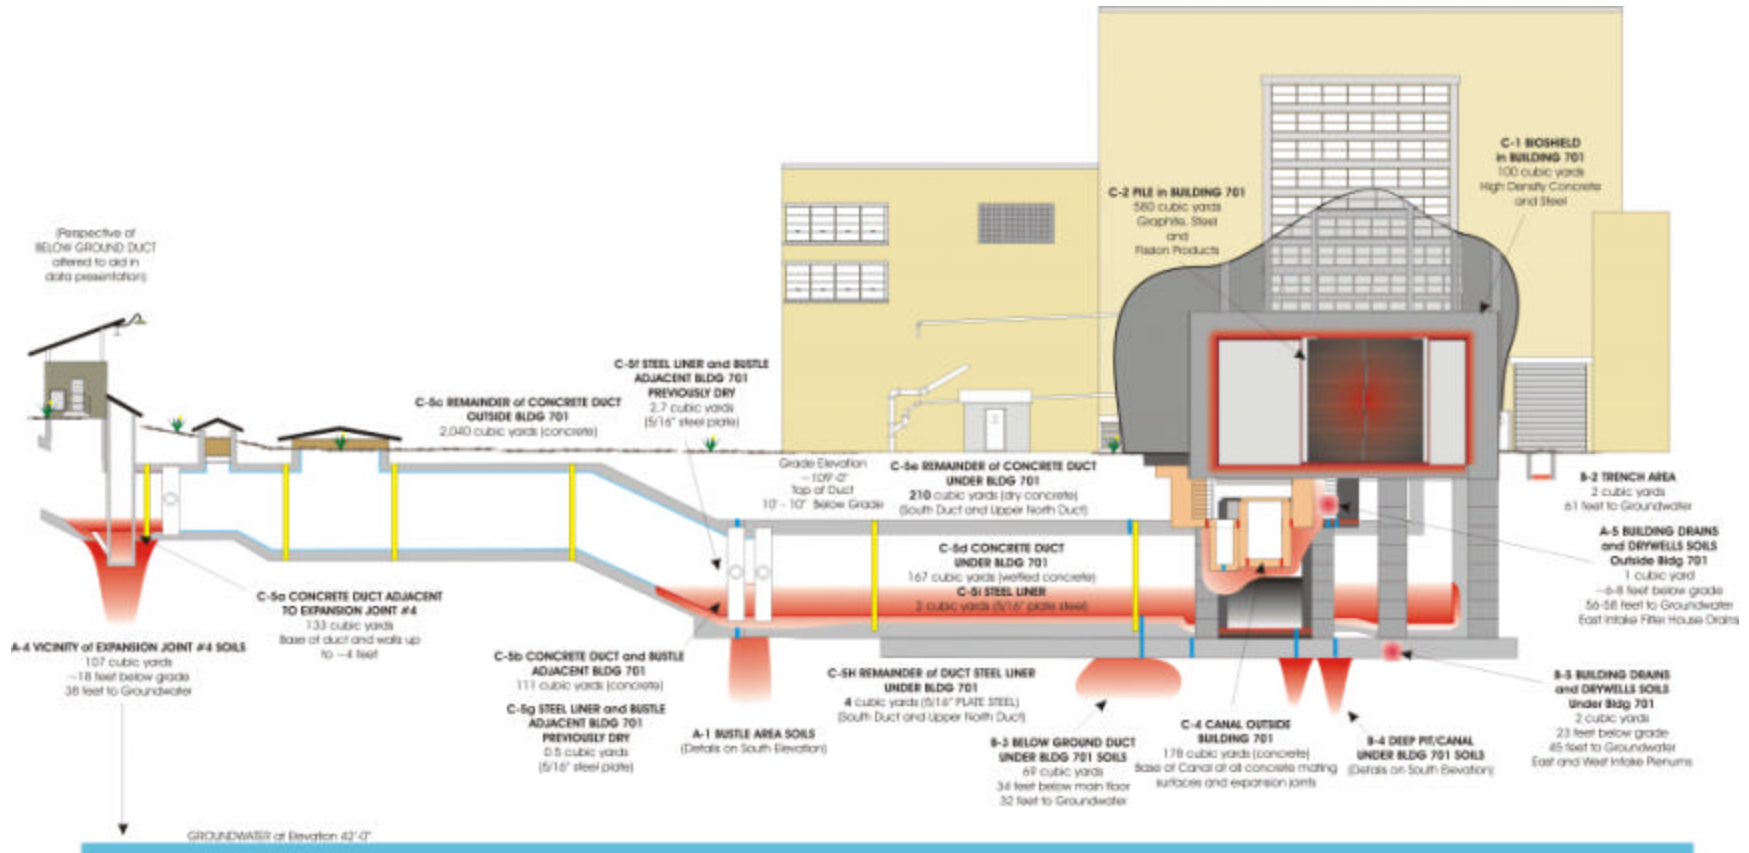 (Perspective of
BELOW GROUND DUCT
altered to aid in
data presentation)
C-1 BIOSHIELD
in BUILDING 701
100 cubic yards
High Density Concrete
and Steel
C-2 PILE in BUILDING 701
580 cubic yards
Graphite, Steel
and
Fission Products
C-5f STEEL LINER and BUSTLE
ADJACENT BLDG 701
PREVIOUSLY DRY
2.7 cubic yards
(5/16" steel plate)
C-5c REMAINDER of CONCRETE DUCT
OUTSIDE BLDG 701
2,040 cubic yards (concrete)
Grade Elevation
~109'-0"
Top of Duct
10' - 10" Below Grade
C-5e REMAINDER of CONCRETE DUCT
UNDER BLDG 701
210 cubic yards (dry concrete)
(South Duct and Upper North Duct)
B-2 TRENCH AREA
2 cubic yards
61 feet to Groundwater
A-5 BUILDING DRAINS
and DRYWELLS SOILS
Outside Bldg 701
1 cubic yard
~6-8 feet below grade
56-58 feet to Groundwater
East Intake Filter House Drains
C-5d CONCRETE DUCT
UNDER BLDG 701
167 cubic yards (wetted concrete)
C-5i STEEL LINER
2 cubic yards (5/16" plate steel)
C-5a CONCRETE DUCT ADJACENT
TO EXPANSION JOINT #4
133 cubic yards
Base of duct and walls up
to ~4 feet
A-4 VICINITY of EXPANSION JOINT #4 SOILS
107 cubic yards
~18 feet below grade
38 feet to Groundwater
C-5b CONCRETE DUCT and BUSTLE
ADJACENT BLDG 701
111 cubic yards (concrete)
C-5g STEEL LINER and BUSTLE
ADJACENT BLDG 701
PREVIOUSLY DRY
0.5 cubic yards
(5/16" steel plate)
A-1 BUSTLE AREA SOILS
(Details on South Elevation)
C-5H REMAINDER of DUCT STEEL LINER
UNDER BLDG 701
4 cubic yards (5/16" PLATE STEEL)
(South Duct and Upper North Duct)
B-3 BELOW GROUND DUCT
UNDER BLDG 701 SOILS
69 cubic yards
34 feet below main floor
32 feet to Groundwater
C-4 CANAL OUTSIDE
BUILDING 701
178 cubic yards (concrete)
Base of Canal at all concrete mating
surfaces and expansion joints
B-4 DEEP PIT/CANAL
UNDER BLDG 701 SOILS
(Details on South Elevation)
B-5 BUILDING DRAINS
and DRYWELLS SOILS
Under Bldg 701
2 cubic yards
23 feet below grade
45 feet to Groundwater
East and West Intake Plenums
GROUNDWATER at Elevation 42'-0"